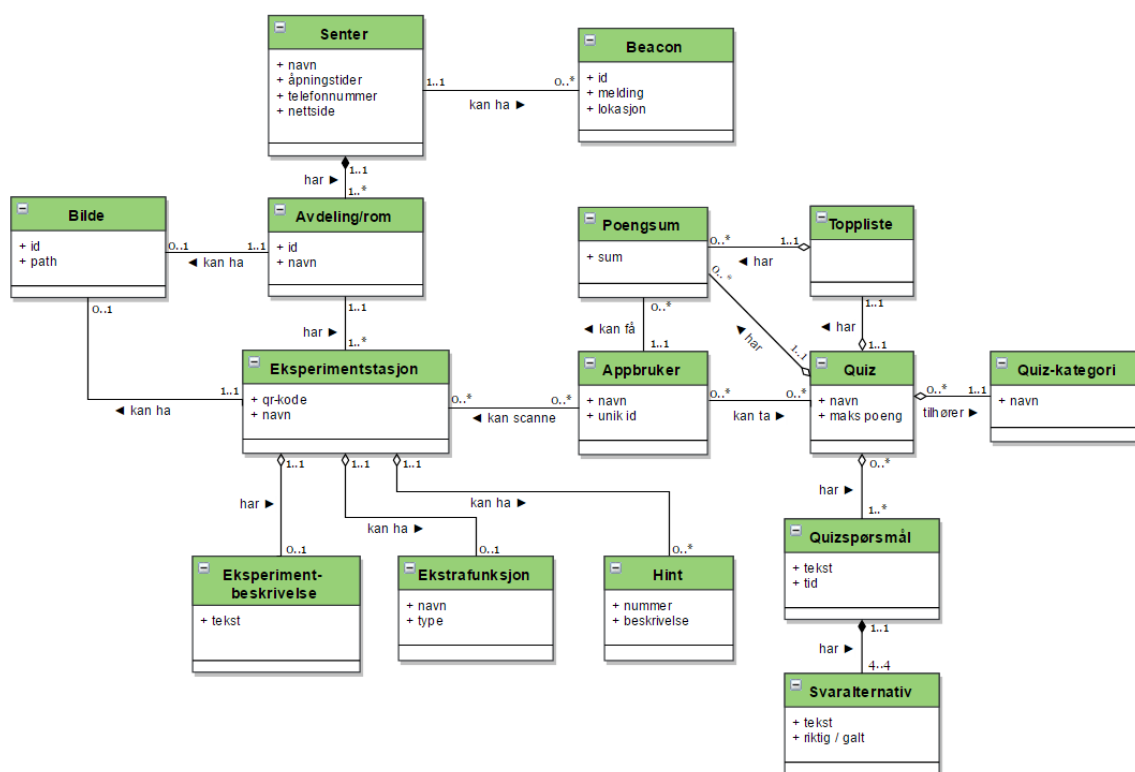 Senter
+ navn
+ åpningstider
+ telefonnummer
+ nettside
1..1
kan ha ►
0..*
Beacon
+ id
+ melding
+ lokasjon
har ►
1..1
1..*
Bilde
+ id
+ path
0..1
◄ kan ha
1..1
Avdeling/rom
+ id
+ navn
Poengsum
+ sum
0..*
◄ har
1..1
Toppliste
0..1
◄ kan ha
1..1
1..1
har ►
1..*
0..*
◄ kan få
1..1
0..*
◄ har
1..1
1..1
◄ har
1..1
Eksperimentstasjon
+ qr-kode
+ navn
0..*
◄ kan scanne
0..*
Appbruker
+ navn
+ unik id
0..*
kan ta ►
0..*
Quiz
+ navn
+ maks poeng
0..*
tilhører ►
1..1
Quiz-kategori
+ navn
1..1
har ►
0..1
1..1
kan ha ►
0..1
1..1
kan ha ►
0..*
0..*
har ►
1..*
Eksperiment-
beskrivelse
+ tekst
Ekstrafunksjon
+ navn
+ type
Hint
+ nummer
+ beskrivelse
Quizspørsmål
+ tekst
+ tid
1..1
har ►
4..4
Svaralternativ
+ tekst
+ riktig / galt